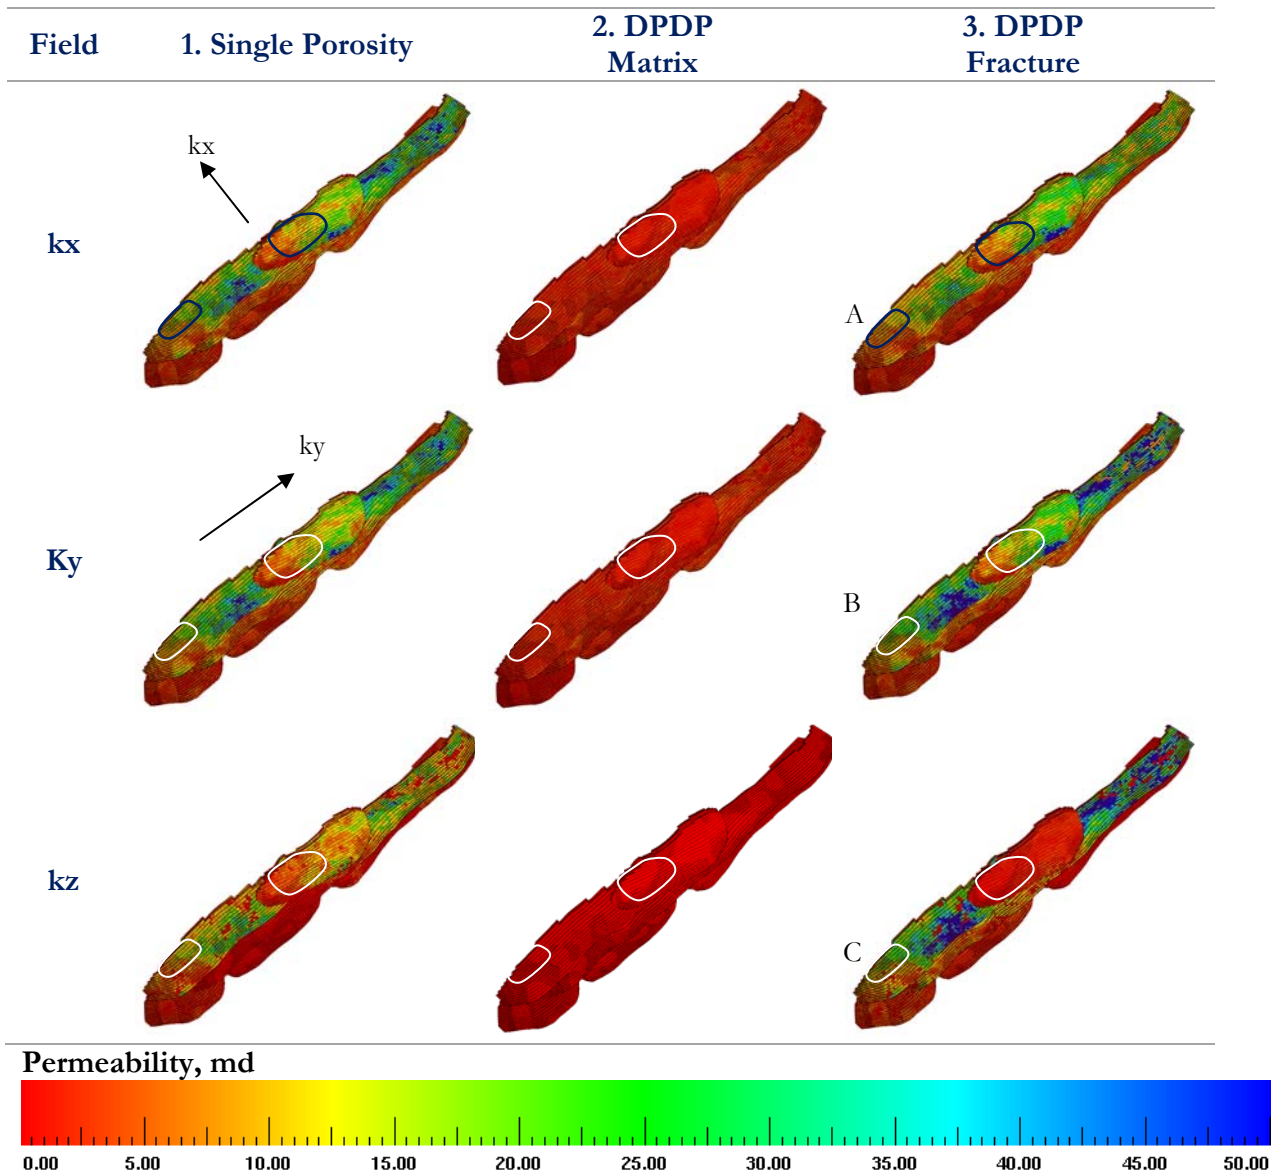 Field 1. Single Porosity 2. DPDP Matrix 3. DPDP Fracture
kx
kx
A
ky
Ky
B
kz
C
Permeability, md
0.00 5.00 10.00 15.00 20.00 25.00 30.00 35.00 40.00 45.00 50.00